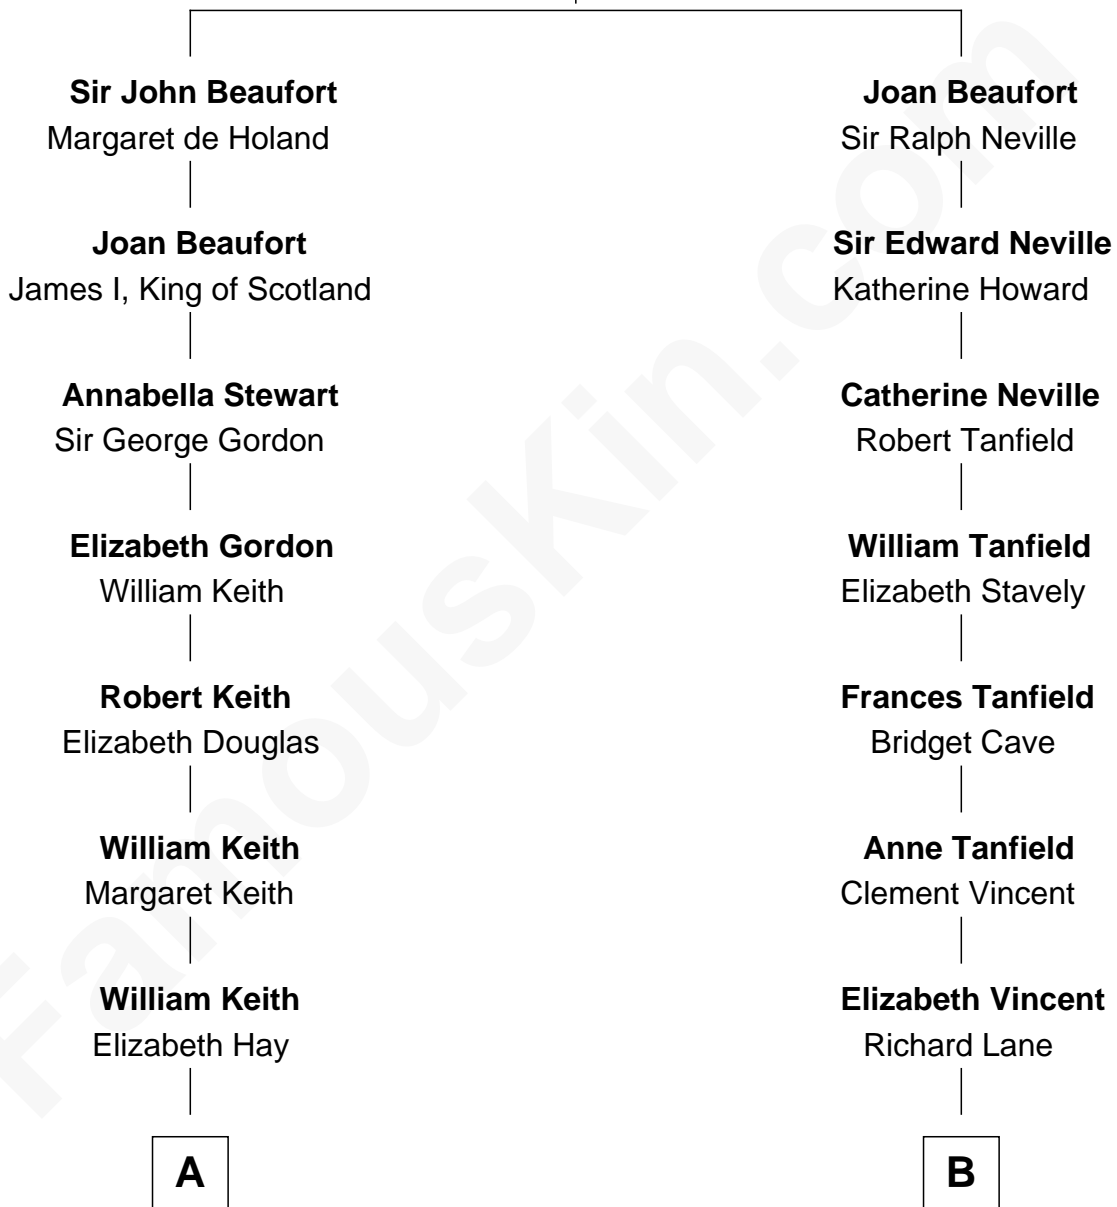 Sir John Beaufort
Margaret de Holand
Joan Beaufort
James I, King of Scotland
Annabella Stewart
Sir George Gordon
Elizabeth Gordon
William Keith
Robert Keith
Elizabeth Douglas
William Keith
Margaret Keith
William Keith
Elizabeth Hay
A
Joan Beaufort
Sir Ralph Neville
Sir Edward Neville
Katherine Howard
Catherine Neville
Robert Tanfield
William Tanfield
Elizabeth Stavely
Frances Tanfield
Bridget Cave
Anne Tanfield
Clement Vincent
Elizabeth Vincent
Richard Lane
B
FamousKin.com